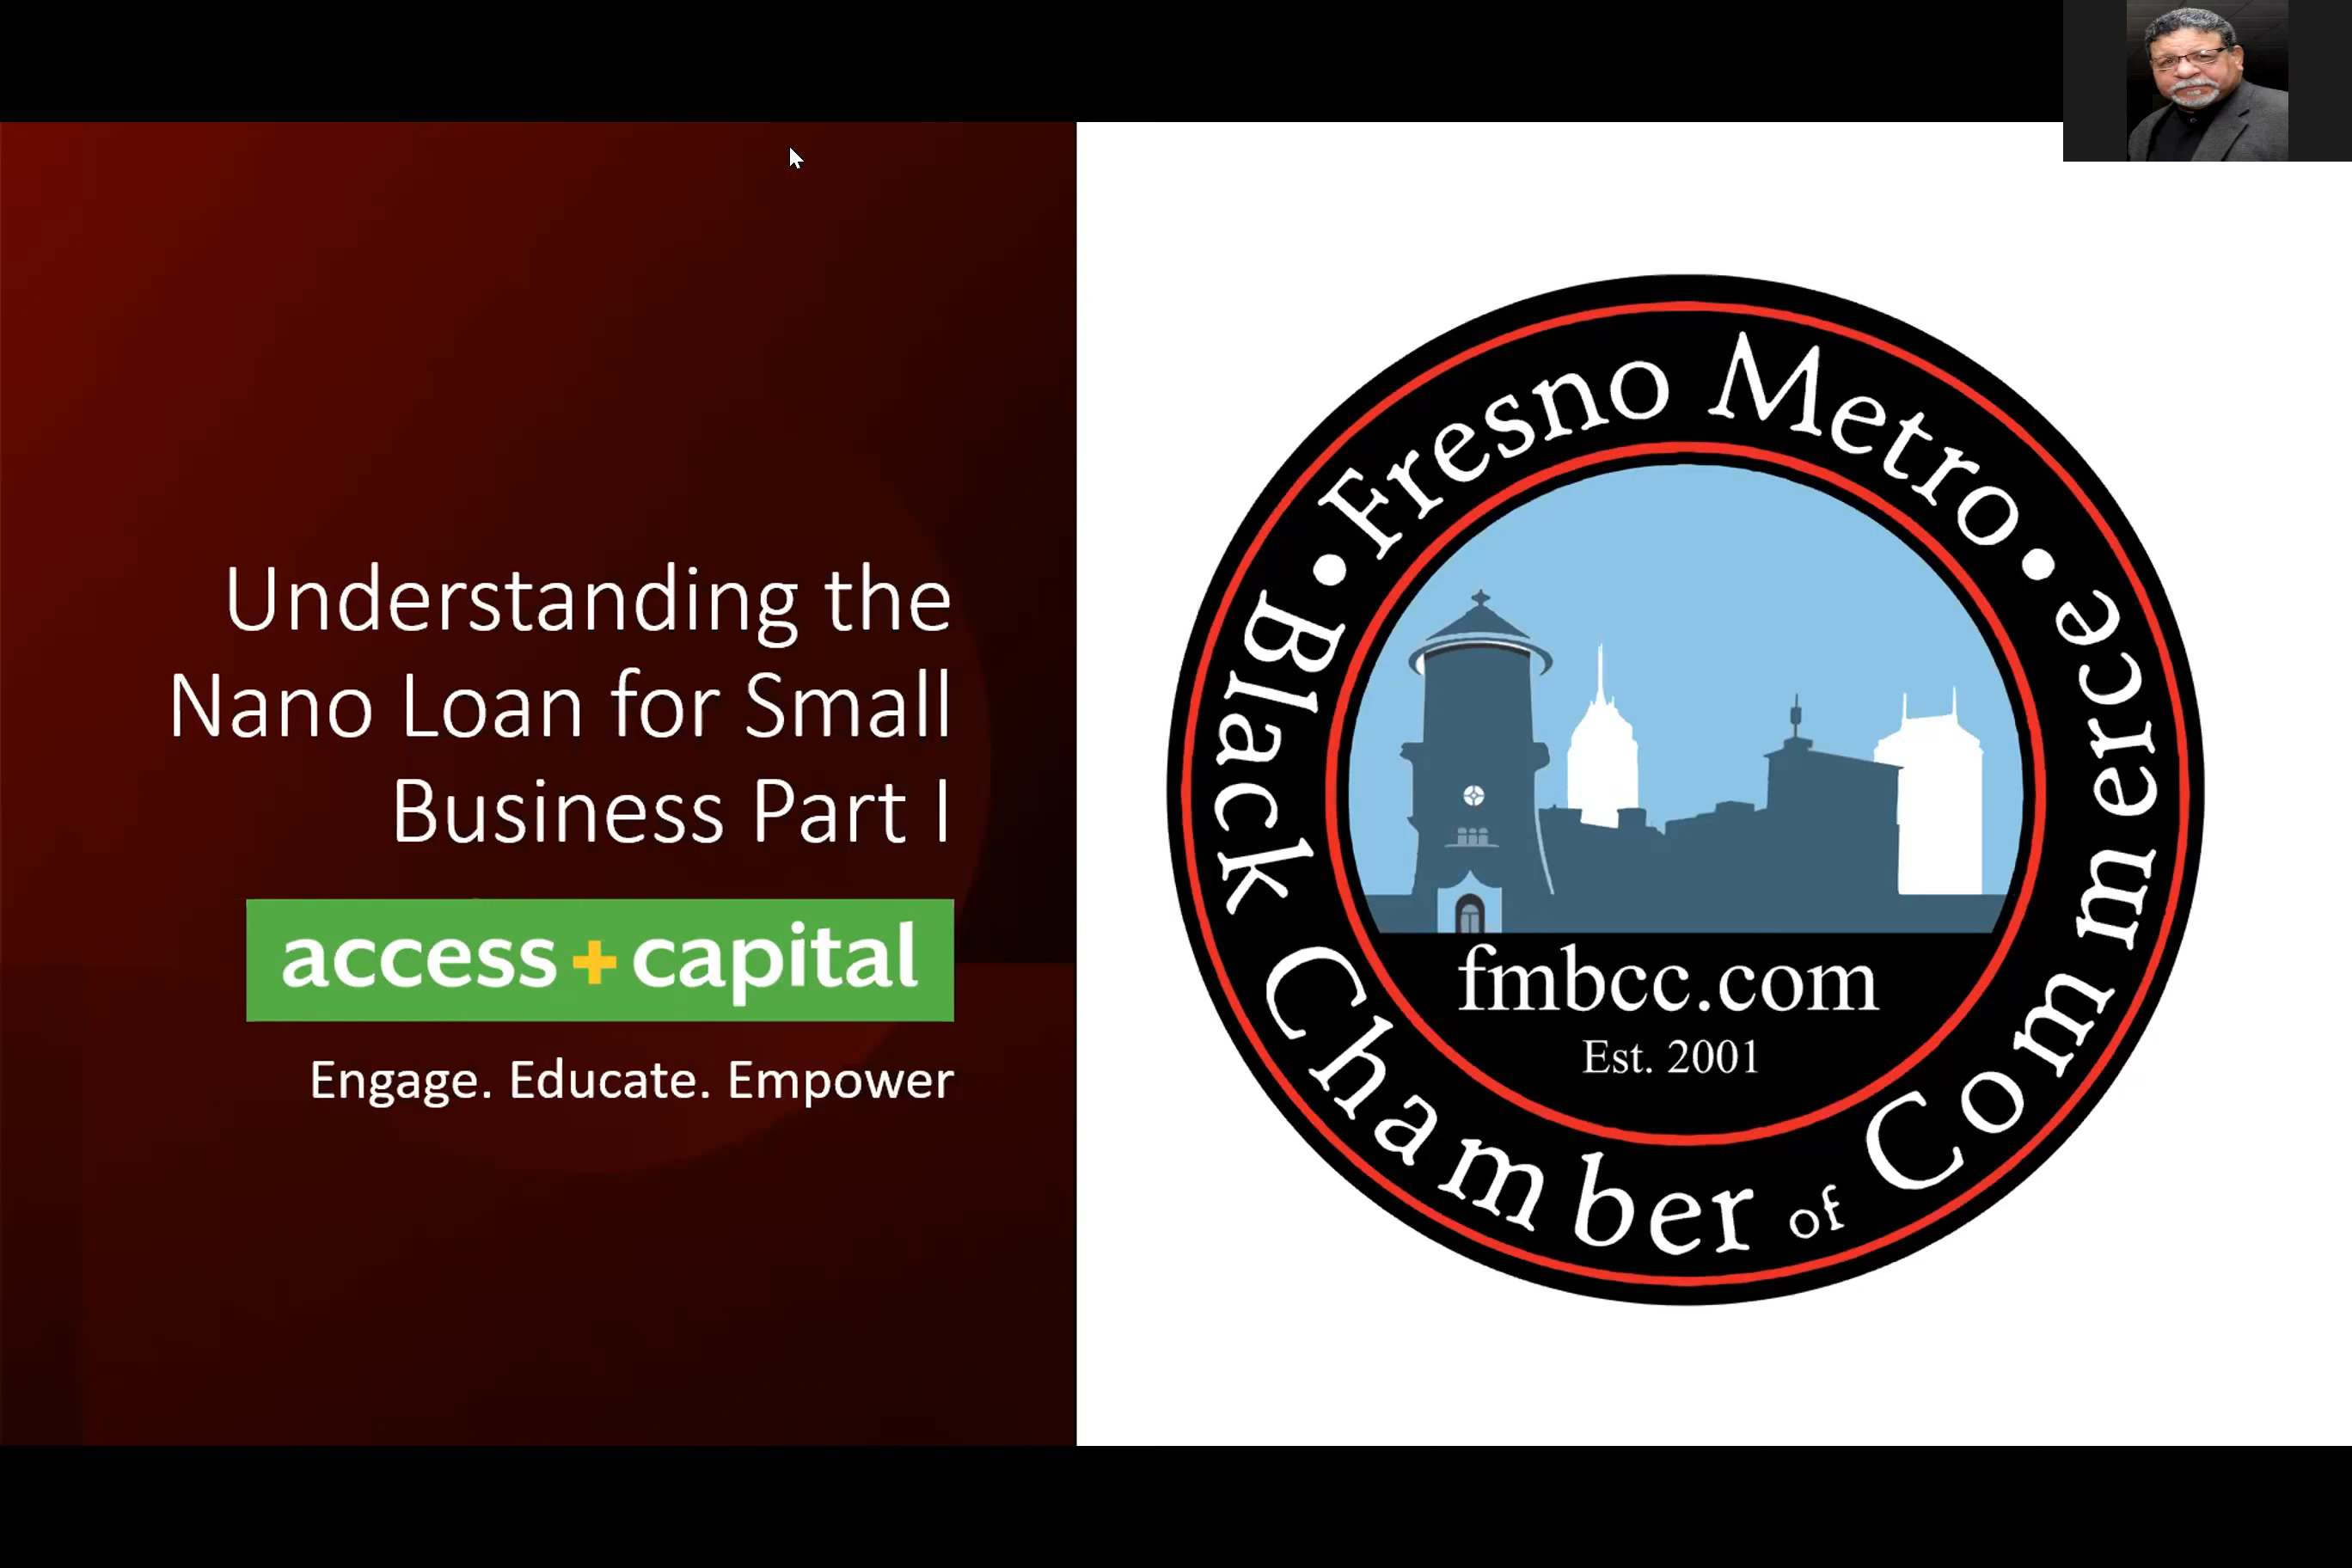 Understanding the
Nano Loan for Small
Business Part I
access+capital
Engage. Educate. Empower
Fresno Metro
Black Chamber of Commerce
fmbcc.com
Est. 2001